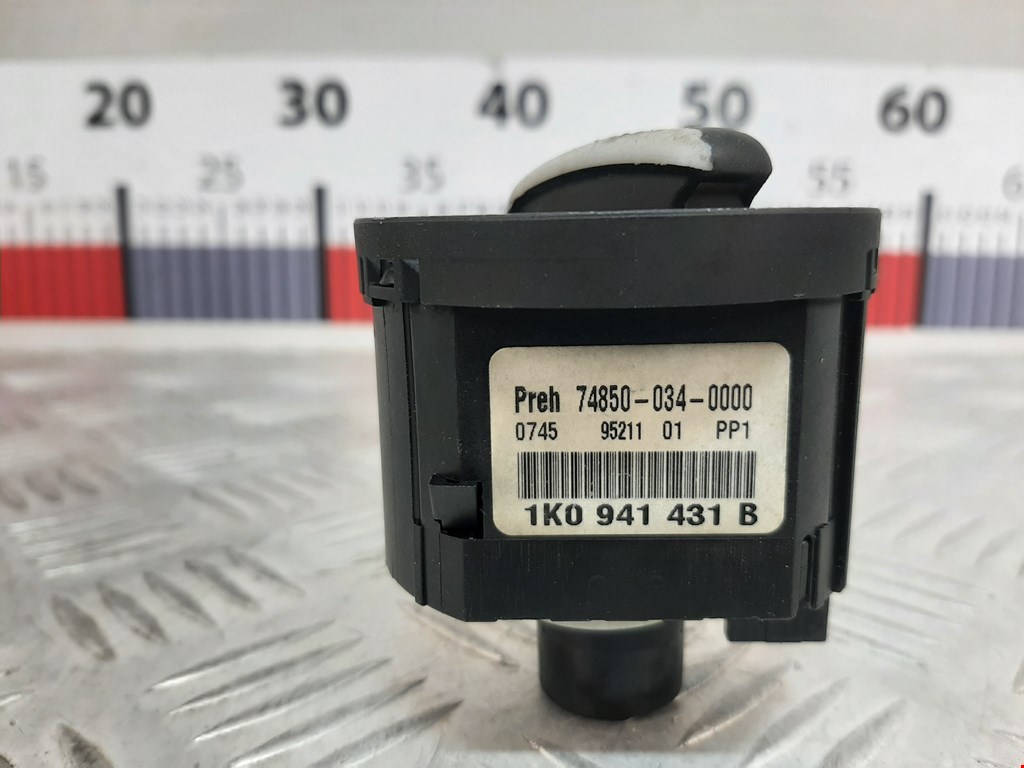 20 30 40 50 60
15 25 35 55
Preh 74850-034-0000
0745 95211 01 PP1
1K0 941 431 B